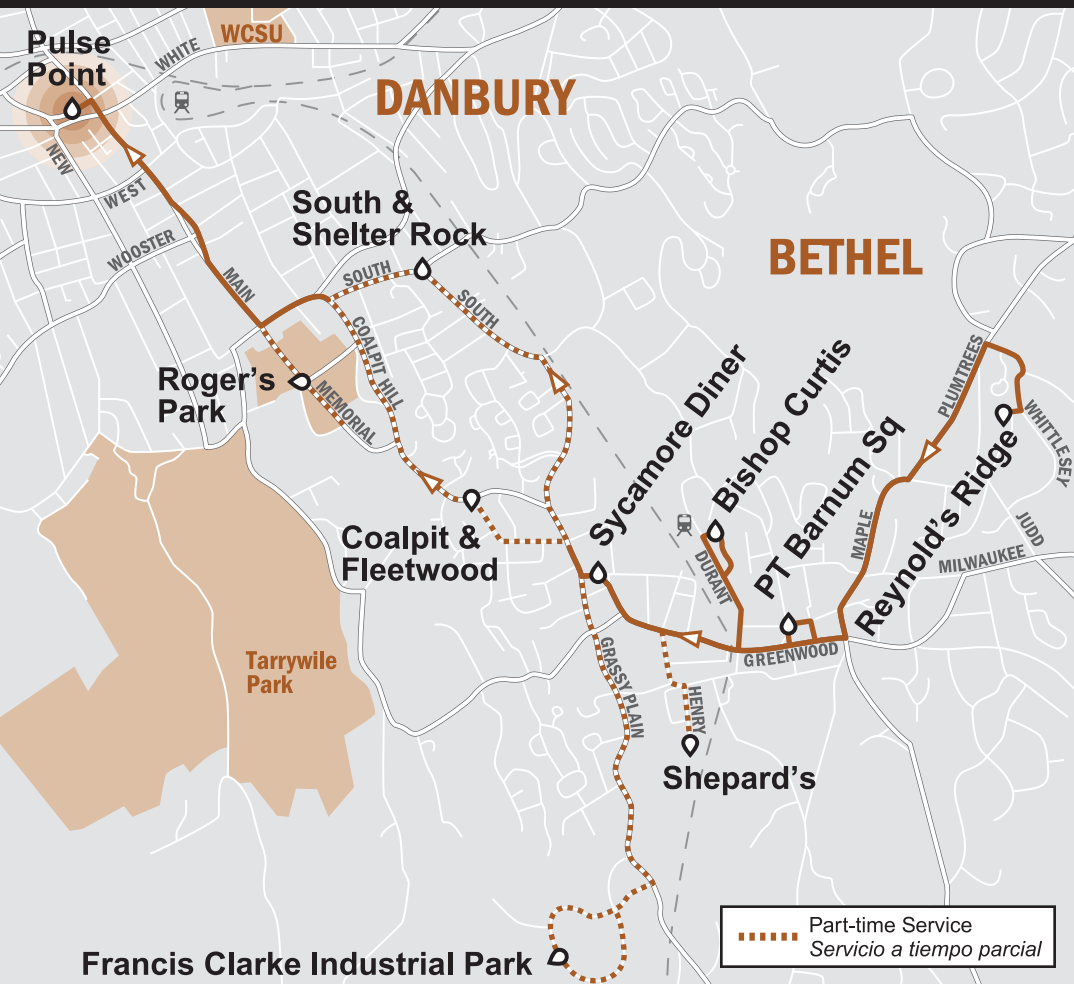 WCSU
Pulse
Point
WHITE
DANBURY
NEW
WEST
WOOSTER
MAIN
South &
Shelter Rock
SOUTH
SOUTH
COALPIT HILL
BETHEL
Roger's
Park
MEMORIAL
Coalpit &
Fleetwood
Sycamore Diner
Bishop Curtis
DURANT
PT Barnum Sq
PLUMTREES
WHITTLESEY
MAPLE
Reynold's Ridge
JUDD
MILWAUKEE
GREENWOOD
Tarrywile
Park
GRASSY PLAIN
HENRY
Shepard's
Francis Clarke Industrial Park
Part-time Service
Servicio a tiempo parcial